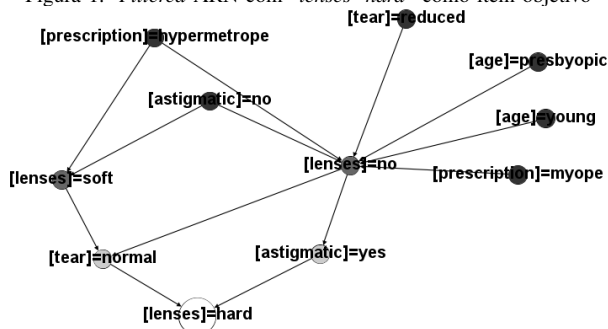 Figura 1. Filtered ARN com "lenses=hard" como item objetivo
[tear]=reduced
[prescription]=hypermetrope
[age]=presbyopic
[astigmatic]=no
[age]=young
[lenses]=no
[prescription]=myope
[lenses]=soft
[astigmatic]=yes
[tear]=normal
[lenses]=hard